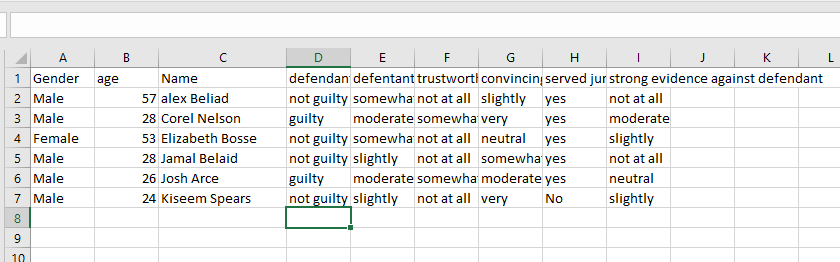 A B C D E F G H I J K L
1 Gender age Name defendan defentant trustwort convincin served jur strong evidence against defendant
2 Male 57 alex Beliad not guilty somewha not at all slightly yes not at all
3 Male 28 Corel Nelson guilty moderate somewha very yes moderate
4 Female 53 Elizabeth Bosse not guilty somewha not at all neutral yes slightly
5 Male 28 Jamal Belaid not guilty slightly not at all somewha yes not at all
6 Male 26 Josh Arce guilty moderate somewha moderate yes neutral
7 Male 24 Kiseem Spears not guilty slightly not at all very No slightly
8
9
10